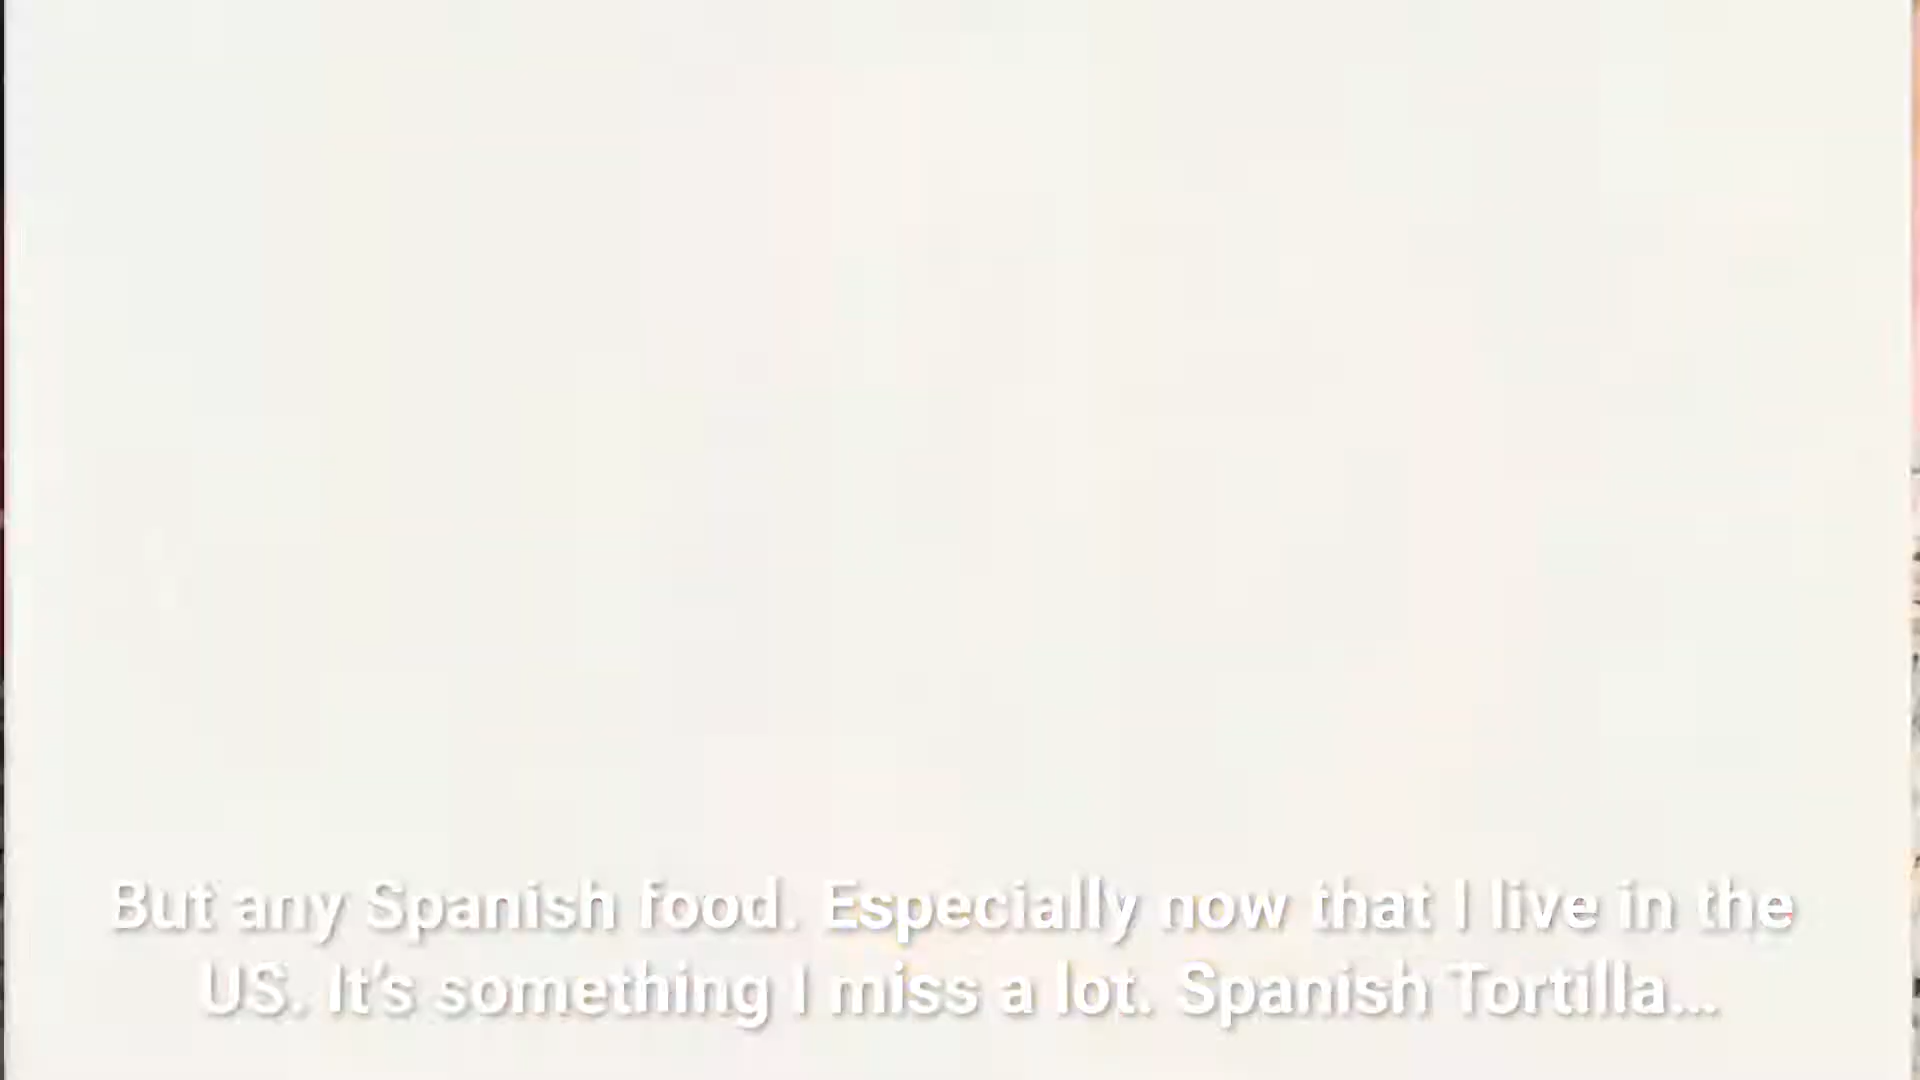 But any Spanish food. Especially now that I live in the
US. It's something I miss a lot. Spanish Tortilla...